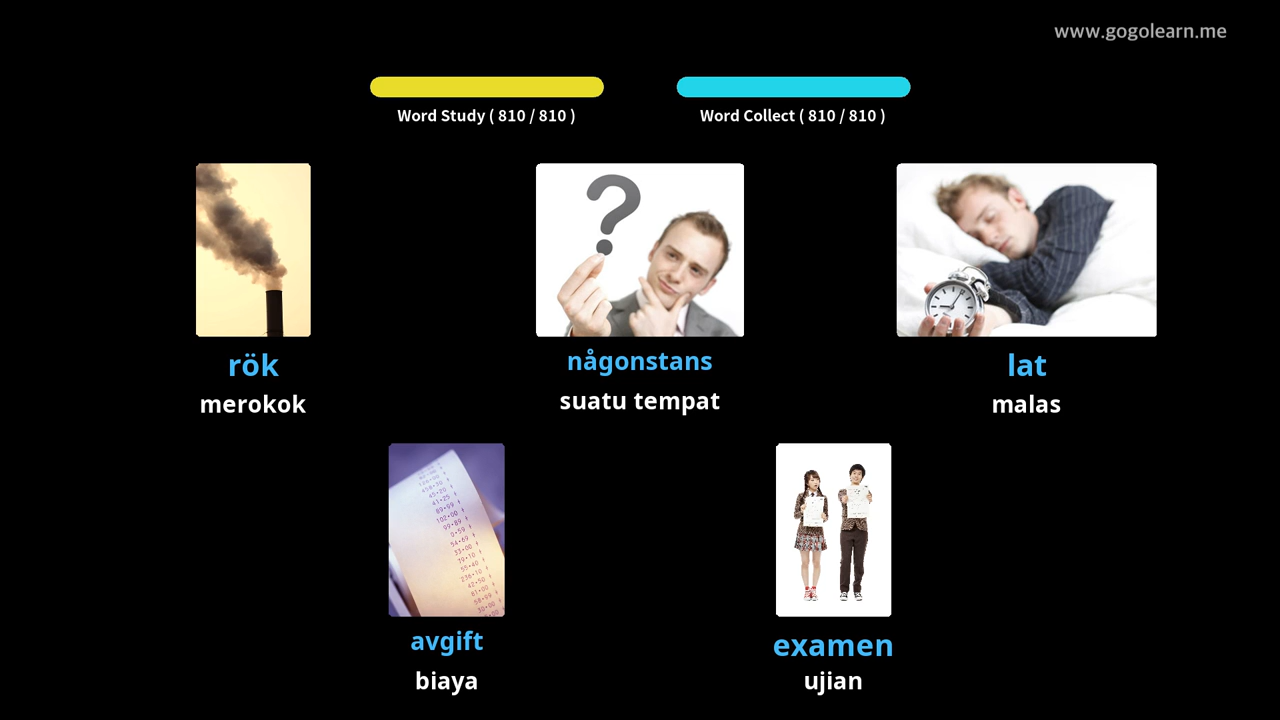 www.gogolearn.me
Word Study ( 810 / 810 )
Word Collect ( 810 / 810 )
rök
merokok
någonstans
suatu tempat
lat
malas
avgift
biaya
examen
ujian